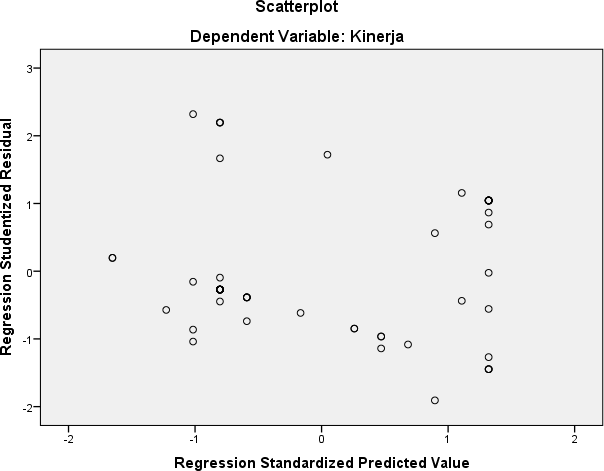 Scatterplot
Dependent Variable: Kinerja
Regression Studentized Residual
3
2
1
0
-1
-2
-2
-1
0
1
2
Regression Standardized Predicted Value